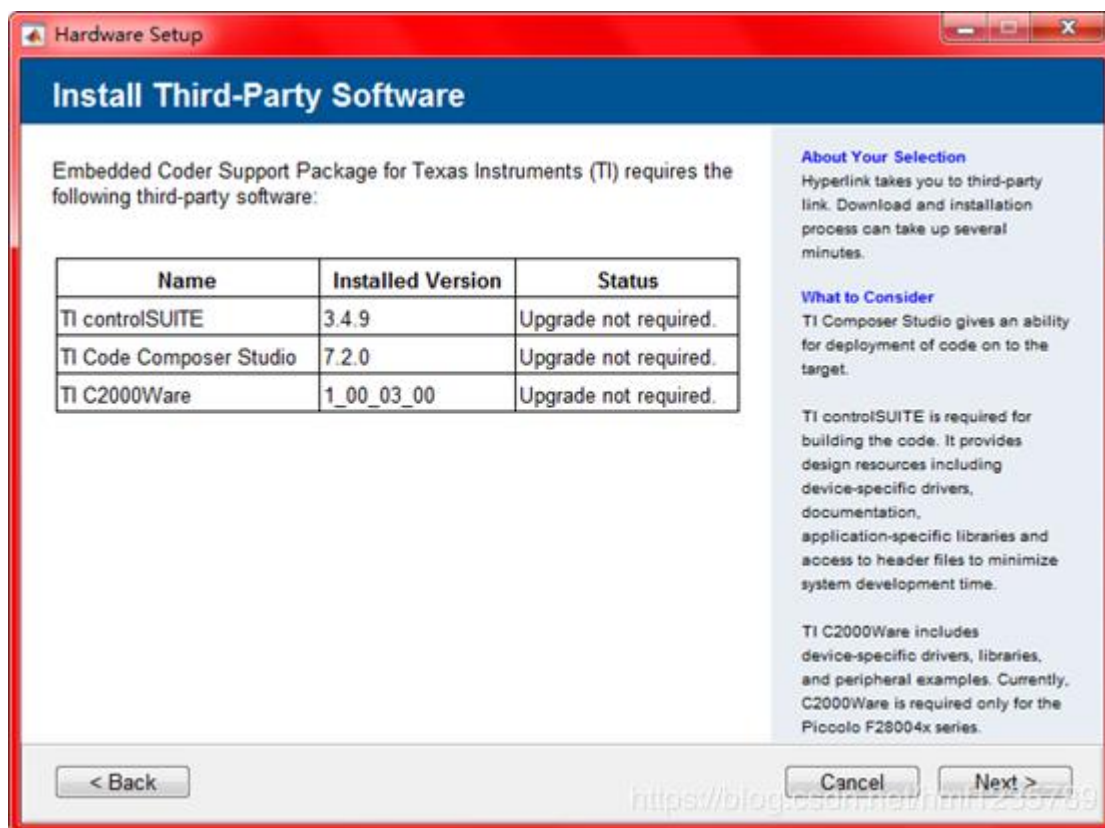 Hardware Setup
Install Third-Party Software
Embedded Coder Support Package for Texas Instruments (TI) requires the
following third-party software:
Name Installed Version Status
TI controlSUITE 3.4.9 Upgrade not required.
TI Code Composer Studio 7.2.0 Upgrade not required.
TI C2000Ware 1_00_03_00 Upgrade not required.
About Your Selection
Hyperlink takes you to third-party
link. Download and installation
process can take up several
minutes.
What to Consider
TI Composer Studio gives an ability
for deployment of code on to the
target.
TI controlSUITE is required for
building the code. It provides
design resources including
device-specific drivers,
documentation,
application-specific libraries and
access to header files to minimize
system development time.
TI C2000Ware includes
device-specific drivers, libraries,
and peripheral examples. Currently,
C2000Ware is required only for the
Piccolo F28004x series.
< Back Cancel Next >